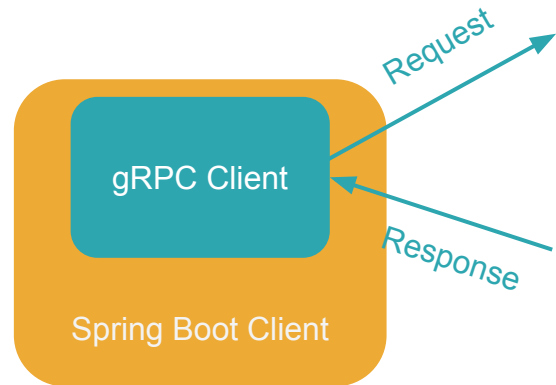 Request
gRPC Client
Response
Spring Boot Client